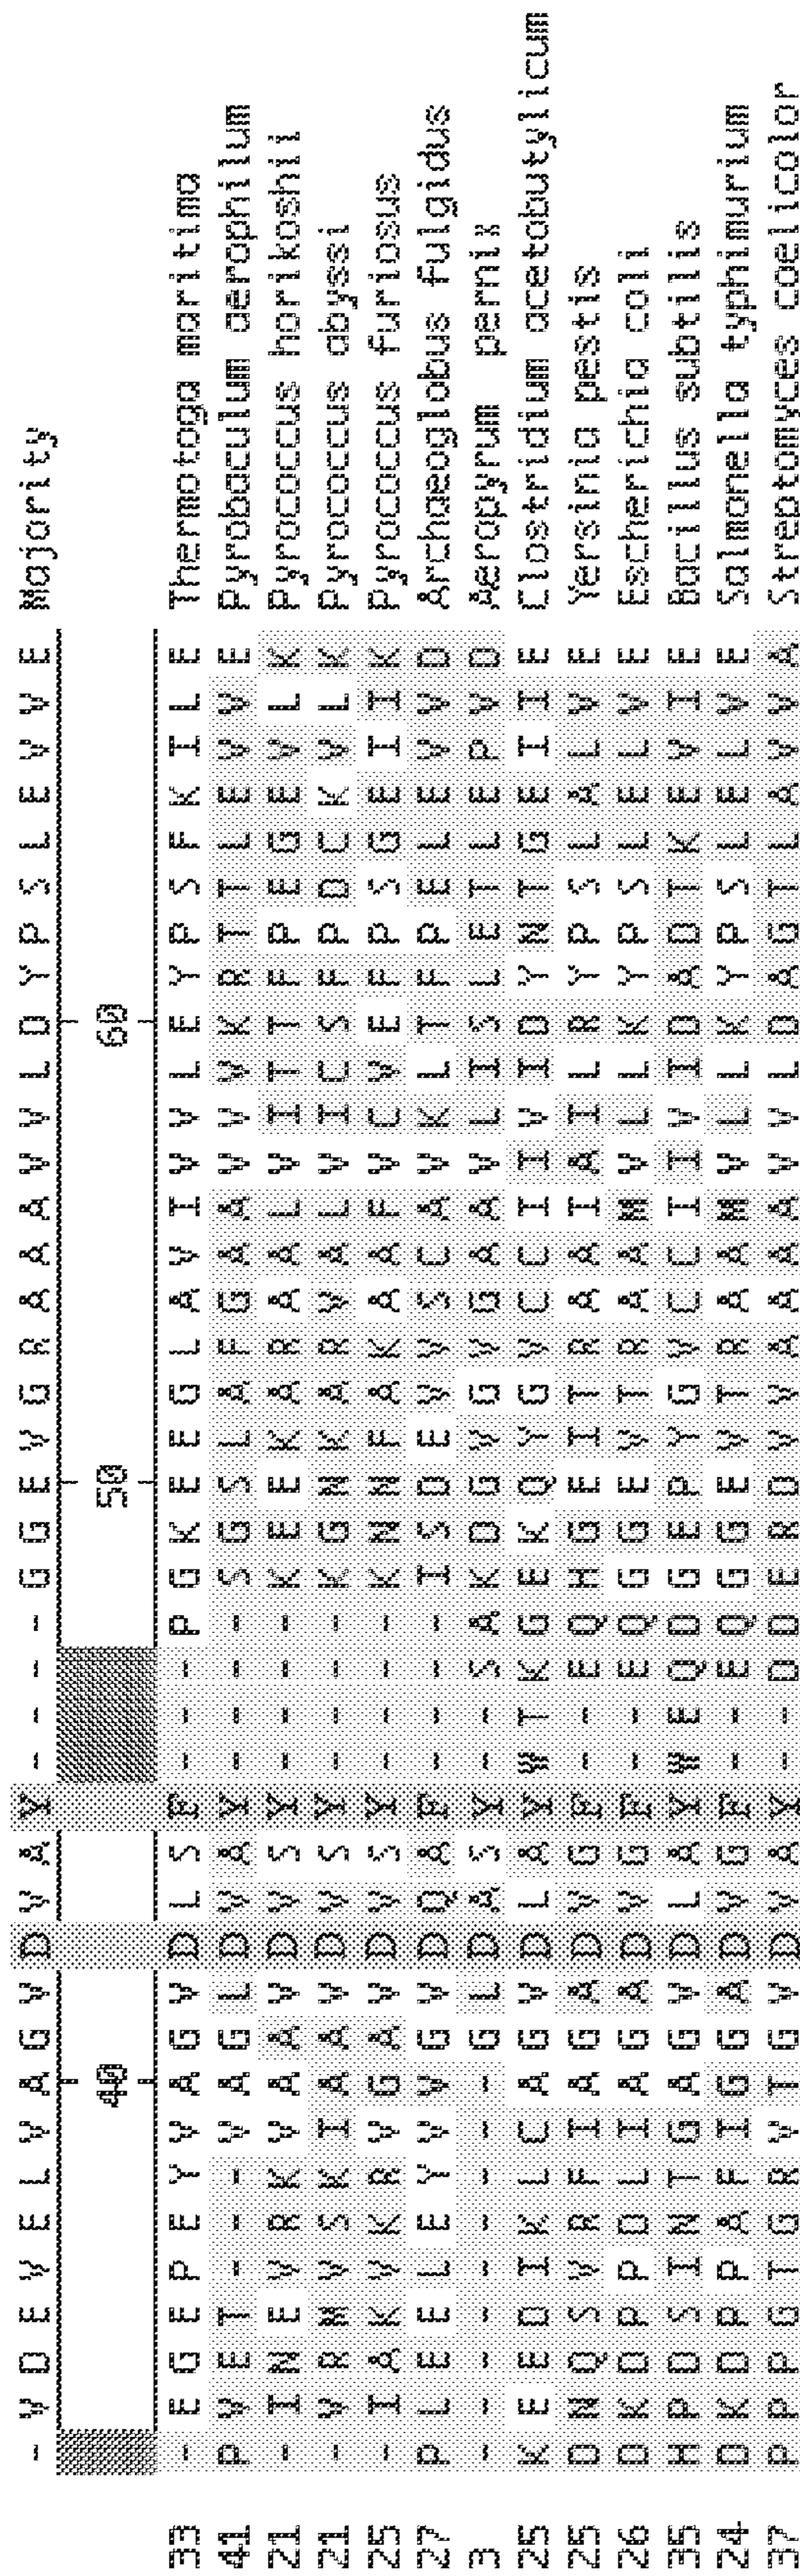 - V D E V E L V A G V D V A Y - - - - G G E V G R A A A V V L D Y P S L E V V E Majority
40 50 60
33 - E G E P E Y V A G V D L S F - - - P G K E E G L A V I V V L E Y P S F K I L E Thermotoga maritima
41 P V E T - - - V A G L D V A Y - - - - S G S L A F G A A V V V K R T T L E V V E Pyrobaculum aerophilum
21 - I N E V R K V A A V D V S Y - - - - K E E K A R A A L V I T T F P E G E V L K Pyrococcus horikoshii
21 - V R M V S K I A A V D V S Y - - - - K G N K A R V A L V I C S F P D C K V L K Pyrococcus abyssi
25 - I A K V K R V G A V D V S Y - - - - K N N F A K A A F V C V E F P S G E I I K Pyrococcus furiosus
27 P L E E L E Y V V G V D Q A F - - - - I S D E V V S C A V K L T F P E L E V V D Archaeoglobus fulgidus
3 - - - - - - - - - G L D A S Y - - S A K D G V G V G A A V L I S L E T L E P V D Aeropyrum pernix
25 K E E D I K L C A G V D L A Y W T K G E K Q Y G V C C I I V I D Y N T G E I I E Clostridium acetobutylicum
25 D N Q S V R F I A G A D V G F - - E Q H G E I T R A A I A I L R Y P S L A L V E Yersinia pestis
26 D K D P P D L I A G A D V G F - - E Q G G E V T R A A M V L L K Y P S L E L V E Escherichia coli
35 H P D S I N T G A G V D L A Y W E Q D G E P Y G V C C I I V I D A D T K E V I E Bacillus subtilis
24 D K D P P A F I G G A D V G F - - E Q G G E V T R A A M V L L K Y P S L E L V E Salmonella typhimurium
37 P P P G T G R V T G V D V A Y - - D D E R D V V A A A A V V L D A G T L A V V A Streptomyces coelicolor